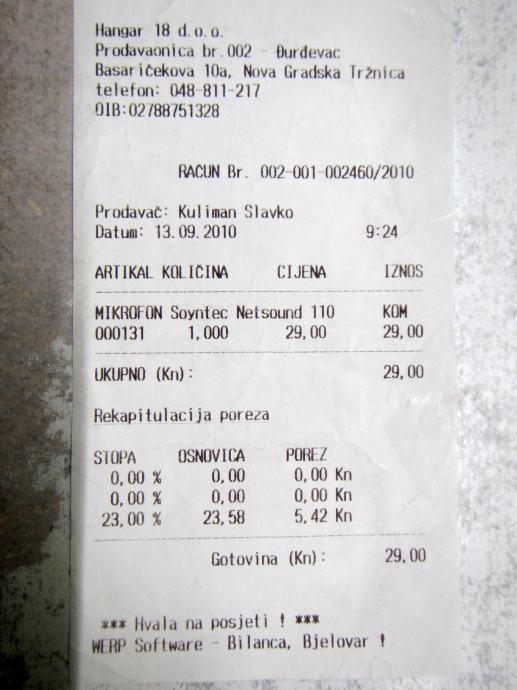 Hangar 18 d.o.o.
Prodavaonica br.002 - Đurđevac
Basaričekova 10a, Nova Gradska Tržnica
telefon: 048-811-217
OIB:02788751328
RAČUN Br. 002-001-002460/2010
Prodavač: Kuliman Slavko
Datum: 13.09.2010 9:24
ARTIKAL KOLIČINA CIJENA IZNOS
MIKROFON Soyntec Netsound 110 KOM
000131 1,000 29,00 29,00
UKUPNO (Kn): 29,00
Rekapitulacija poreza
STOPA OSNOVICA POREZ
0,00 % 0,00 0,00 Kn
0,00 % 0,00 0,00 Kn
23,00 % 23,58 5,42 Kn
Gotovina (Kn): 29,00
*** Hvala na posjeti ! ***
WERP Software - Bilanca, Bjelovar !